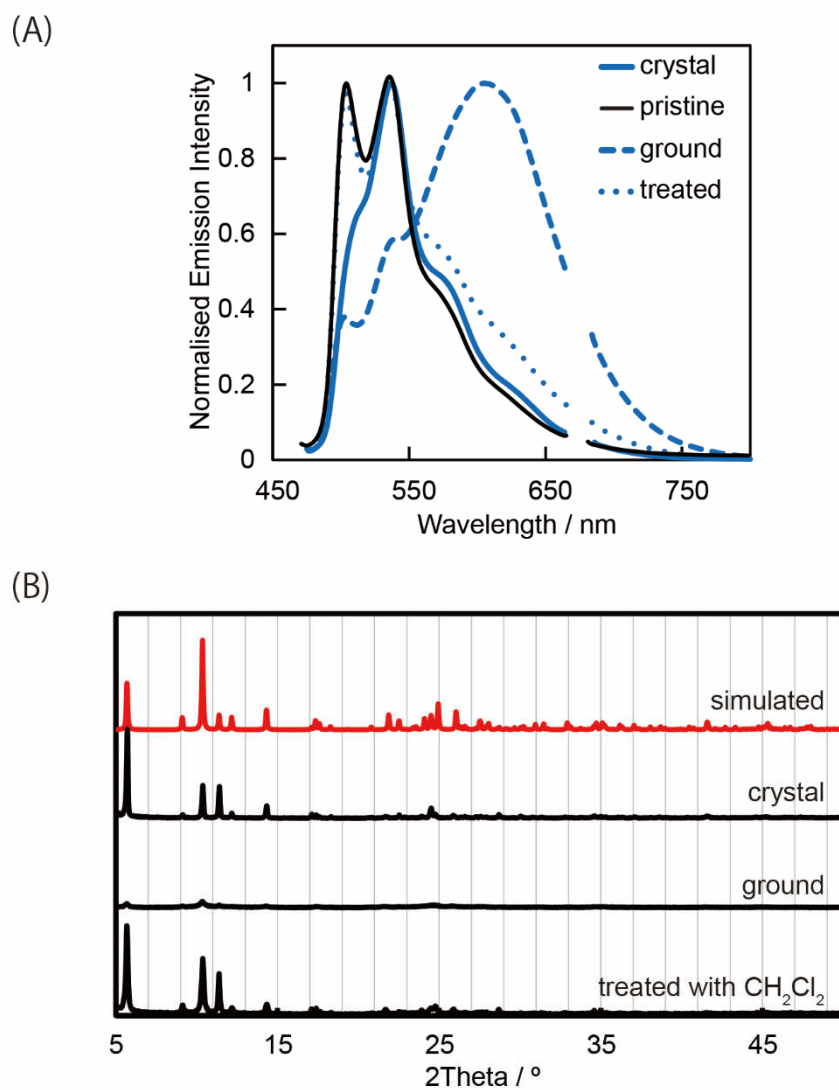 (A)
Normalised Emission Intensity
1
0.8
0.6
0.4
0.2
0
crystal
pristine
ground
treated
450 550 650 750
Wavelength / nm
(B)
simulated
crystal
ground
treated with CH₂Cl₂
5 15 25 35 45
2Theta / º